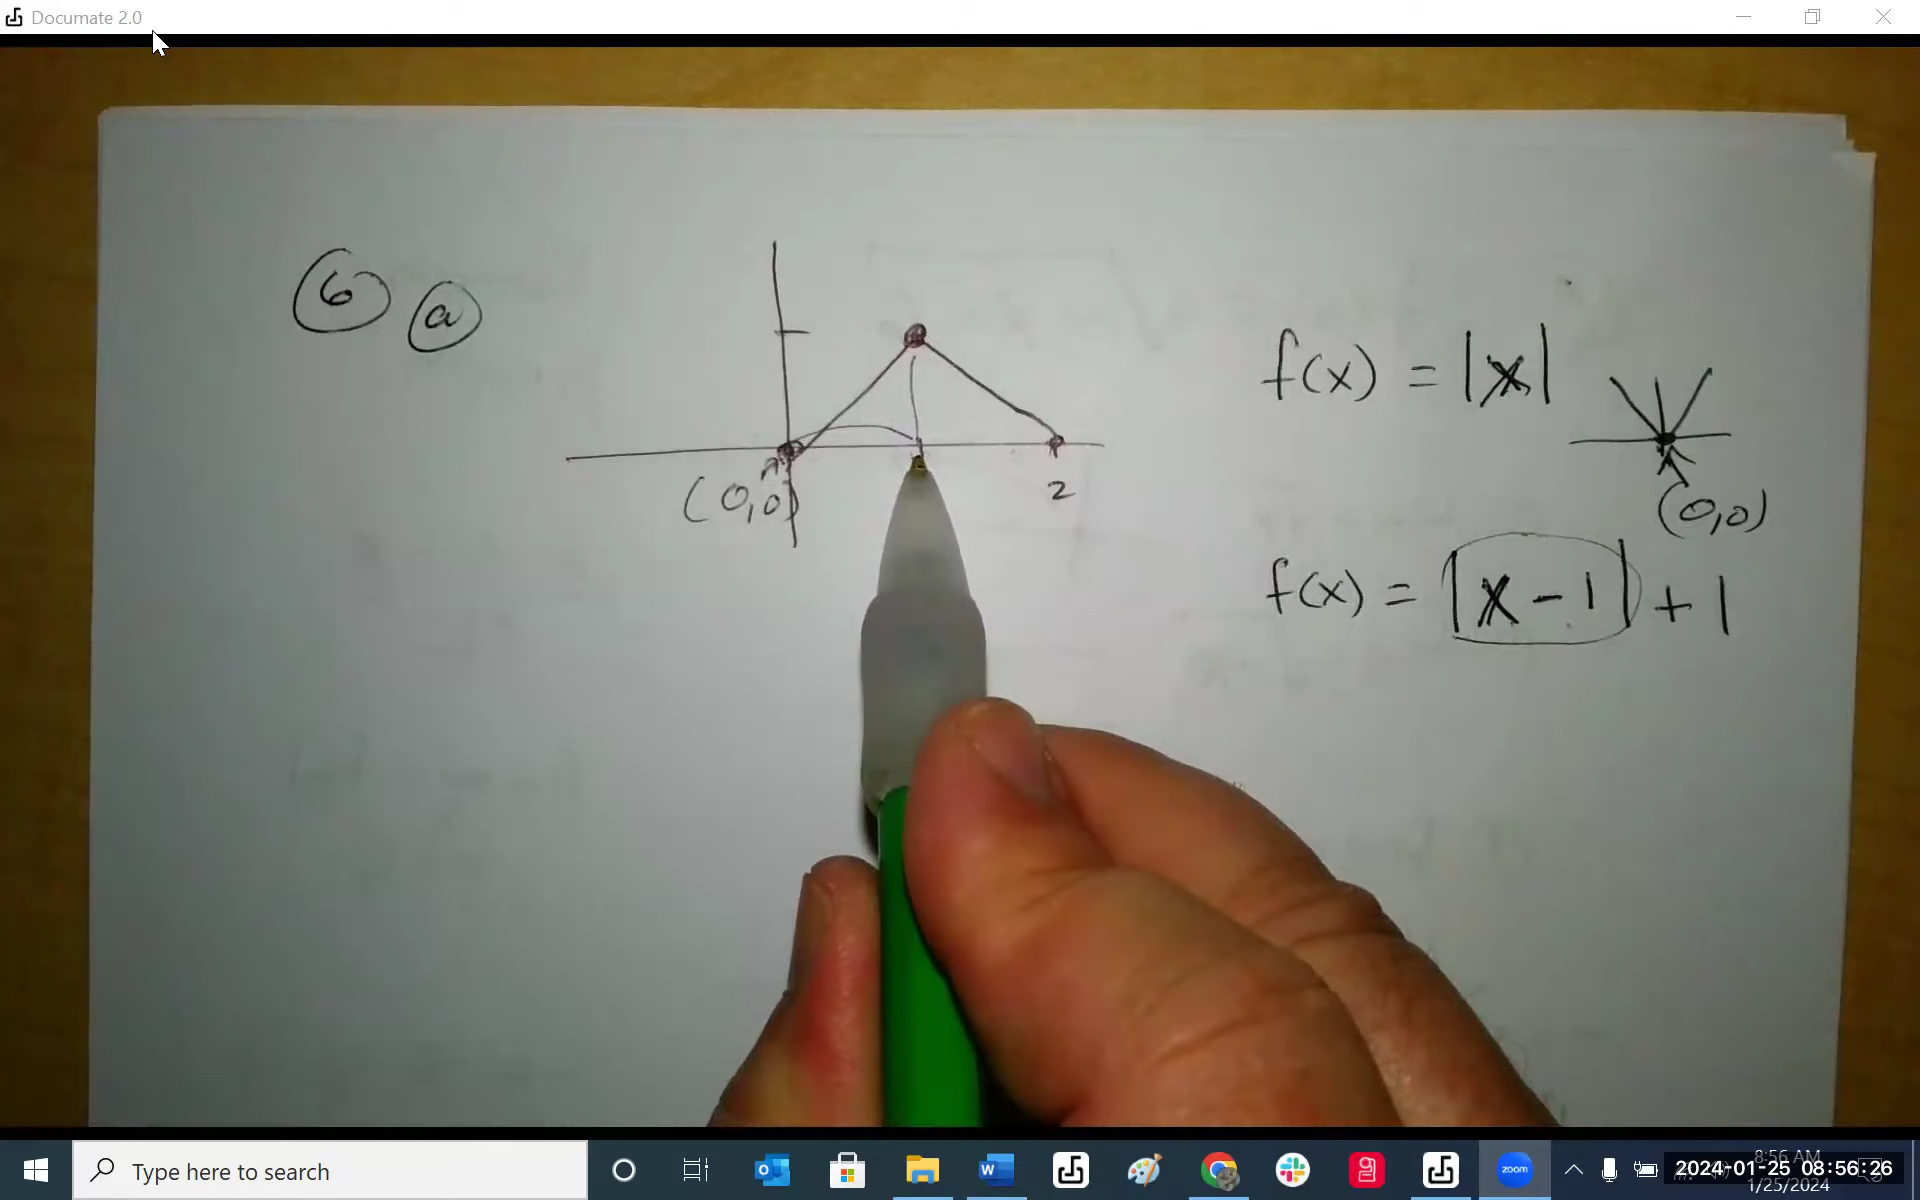 Documate 2.0
6 a
f(x) = |x|
(0,0)
2
(0,0)
f(x) = |x - 1| + 1
Type here to search
8:56 AM
2024-01-25 08:56:26
1/25/2024